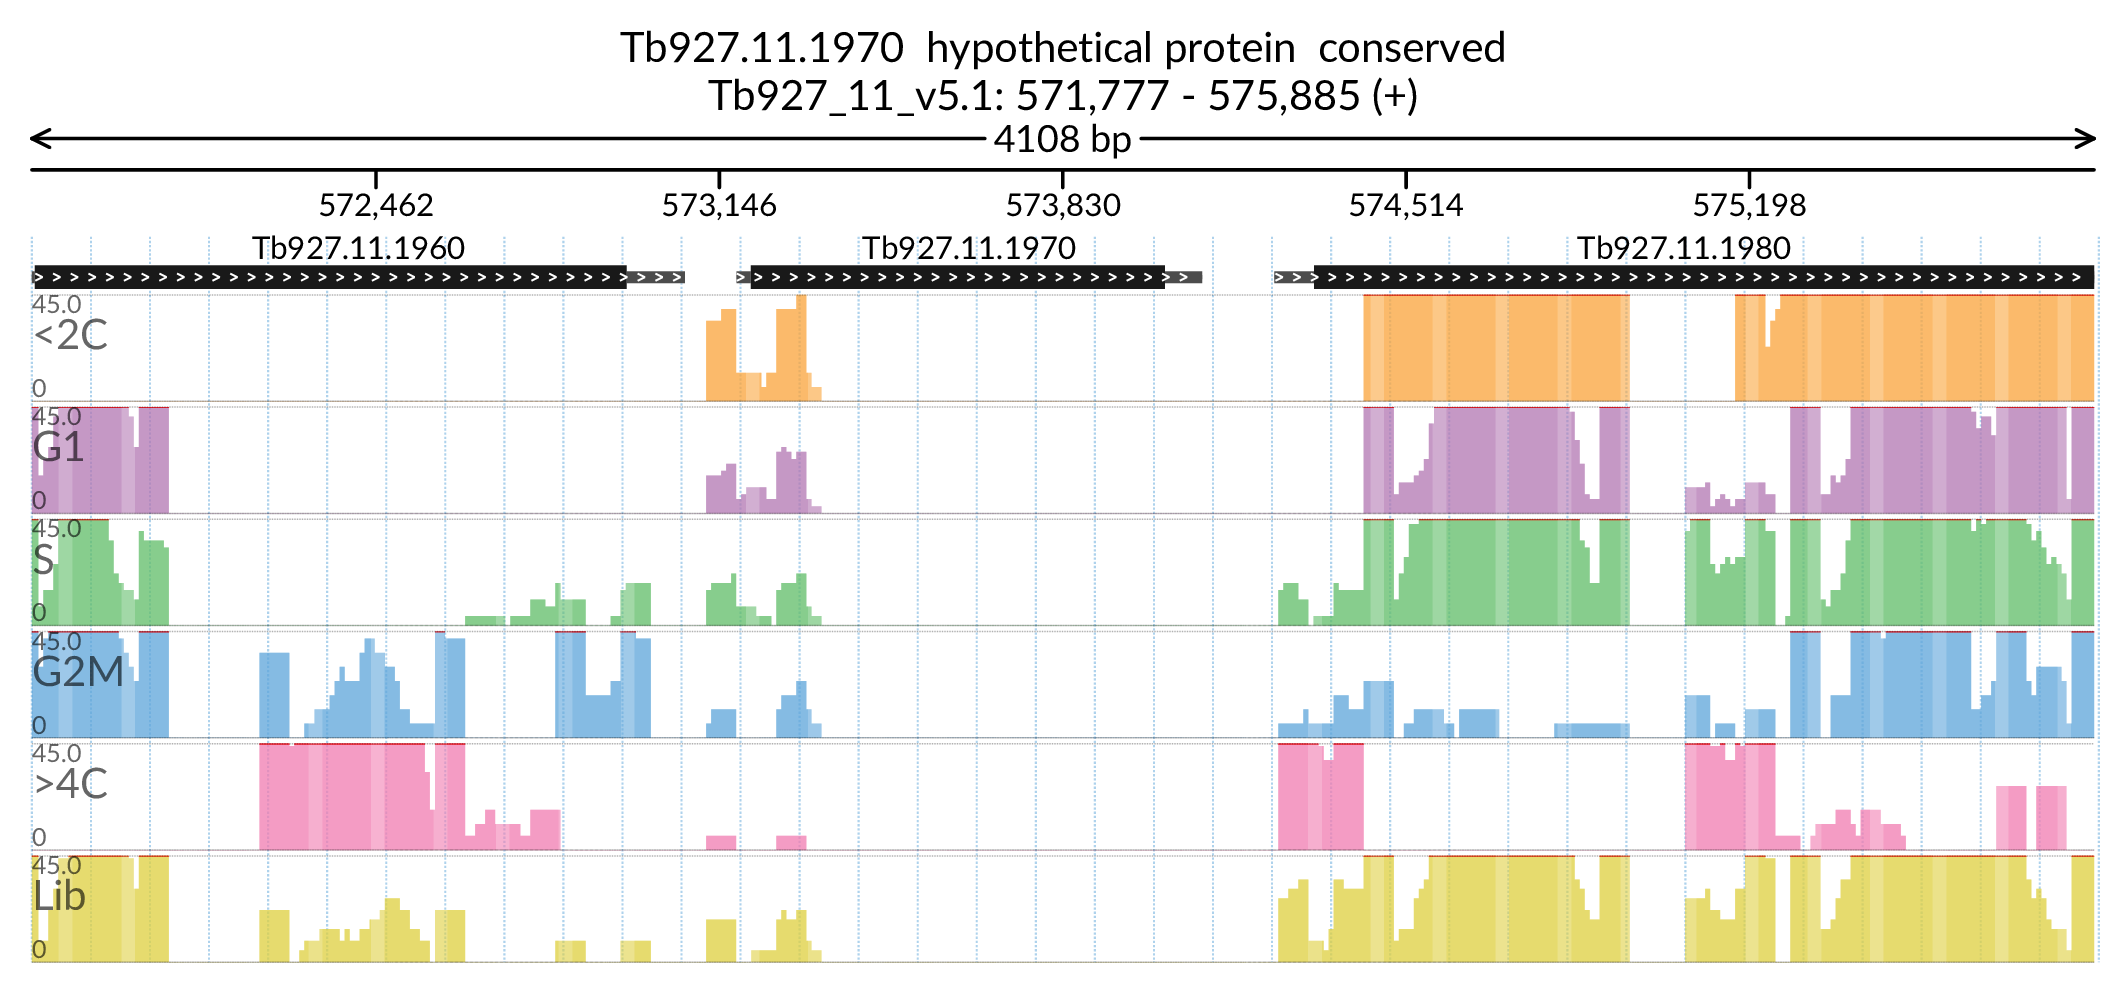 Tb927.11.1970 hypothetical protein conserved
Tb927_11_v5.1: 571,777 - 575,885 (+)
4108 bp
572,462 573,146 573,830 574,514 575,198
Tb927.11.1960 Tb927.11.1970 Tb927.11.1980
45.0
<2C
0
45.0
G1
0
45.0
S
0
45.0
G2M
0
45.0
>4C
0
45.0
Lib
0